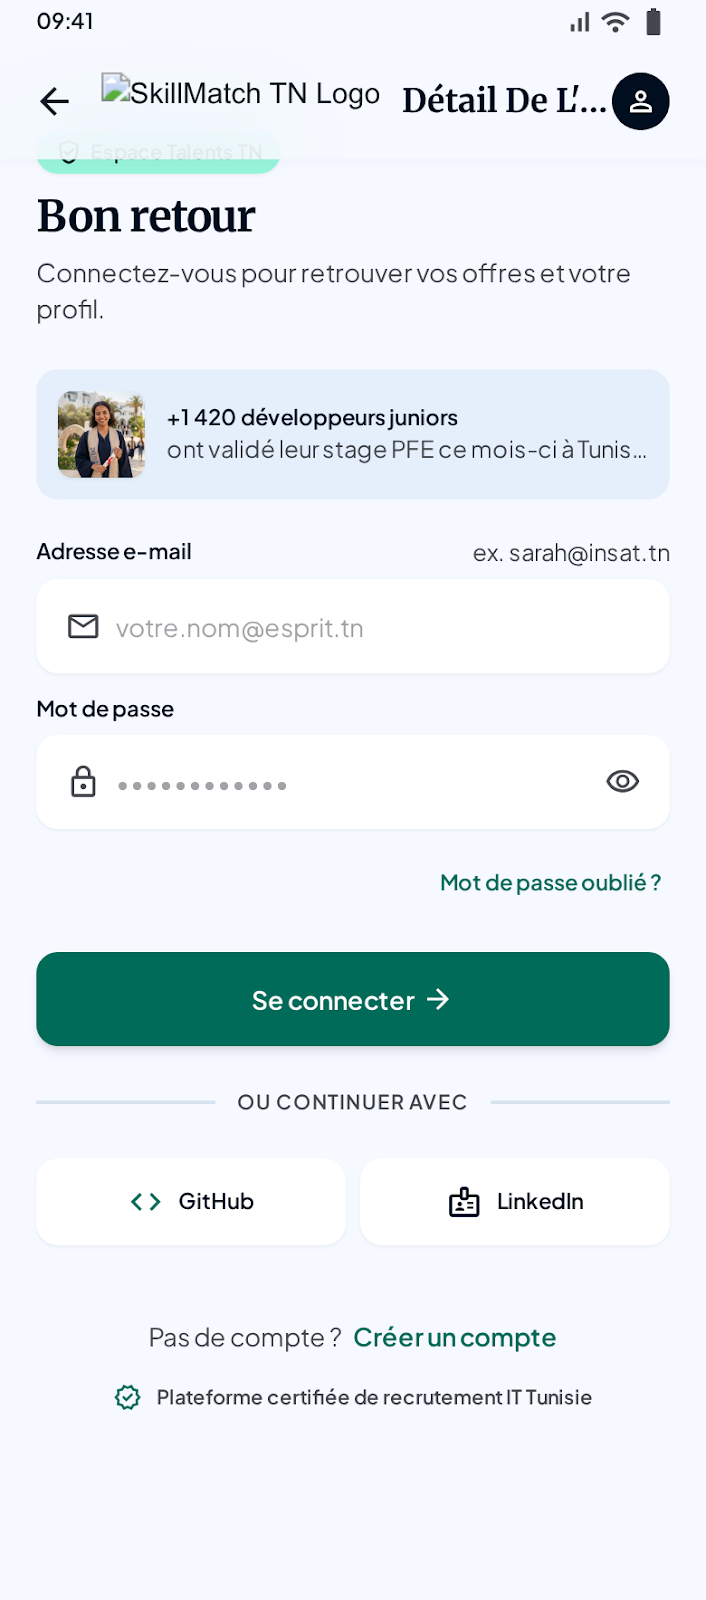 09:41
SkillMatch TN Logo
Détail De L'...
Espace Talents TN
Bon retour
Connectez-vous pour retrouver vos offres et votre
profil.
+1 420 développeurs juniors
ont validé leur stage PFE ce mois-ci à Tunis...
Adresse e-mail
ex. sarah@insat.tn
votre.nom@esprit.tn
Mot de passe
••••••••••••
Mot de passe oublié ?
Se connecter →
OU CONTINUER AVEC
GitHub
LinkedIn
Pas de compte ? Créer un compte
Plateforme certifiée de recrutement IT Tunisie